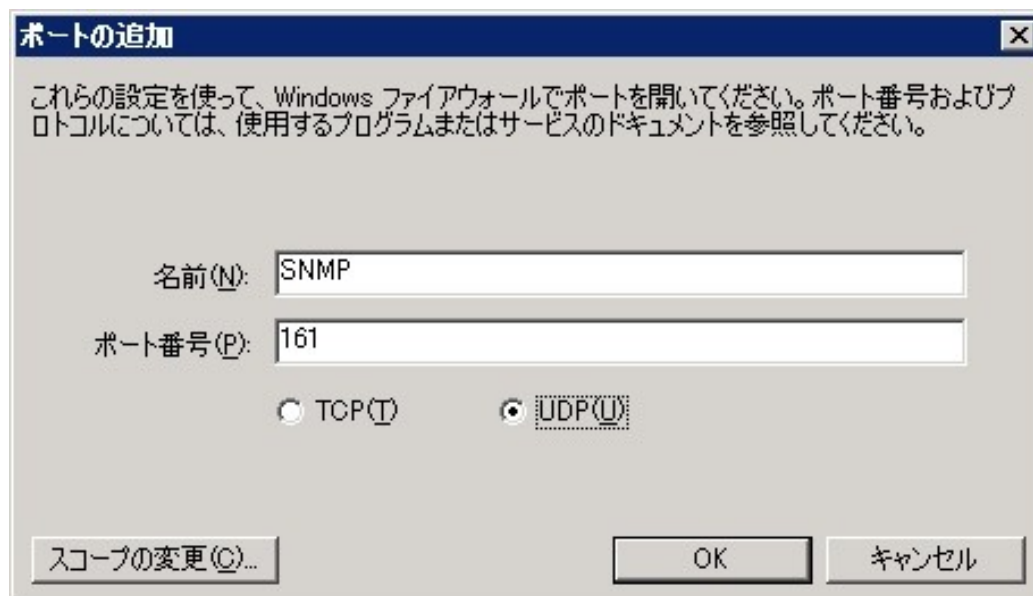 ポートの追加
これらの設定を使って、Windows ファイアウォールでポートを開いてください。ポート番号およびプ
ロトコルについては、使用するプログラムまたはサービスのドキュメントを参照してください。
名前(N): SNMP
ポート番号(P): 161
TCP(T) UDP(U)
スコープの変更(C)... OK キャンセル